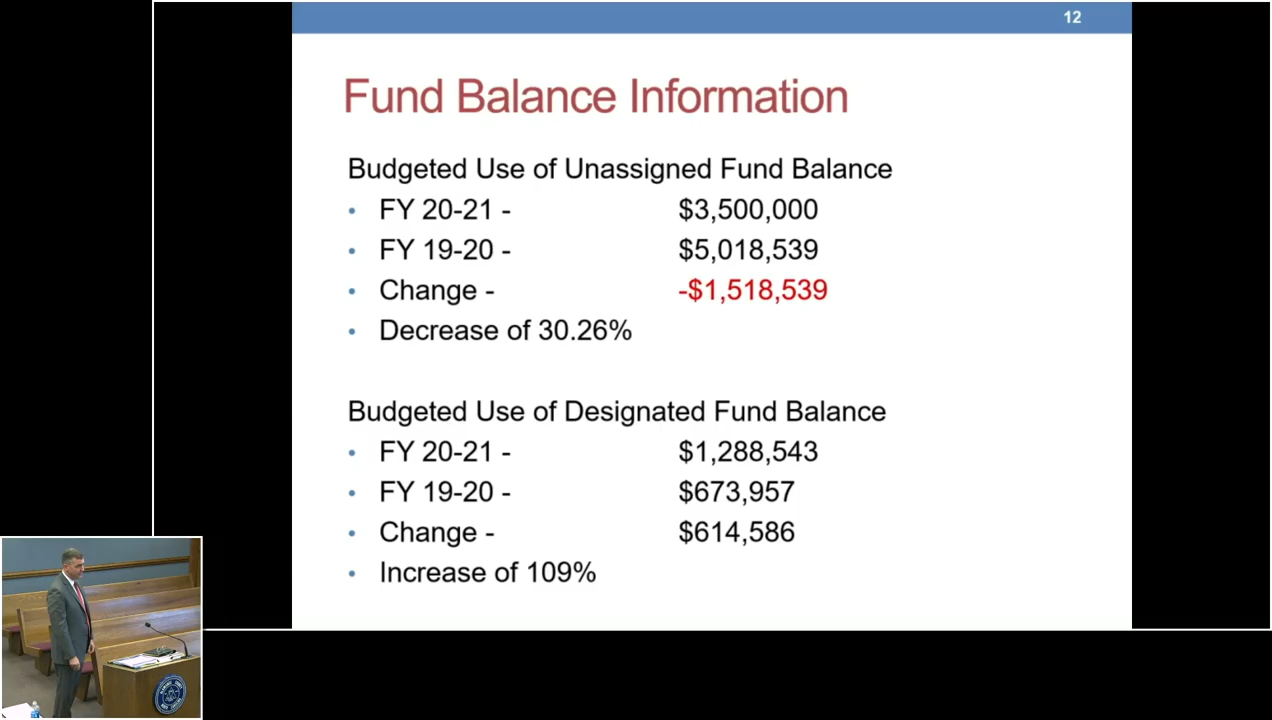 12
Fund Balance Information
Budgeted Use of Unassigned Fund Balance
• FY 20-21 - $3,500,000
• FY 19-20 - $5,018,539
• Change - -$1,518,539
• Decrease of 30.26%
Budgeted Use of Designated Fund Balance
• FY 20-21 - $1,288,543
• FY 19-20 - $673,957
• Change - $614,586
• Increase of 109%